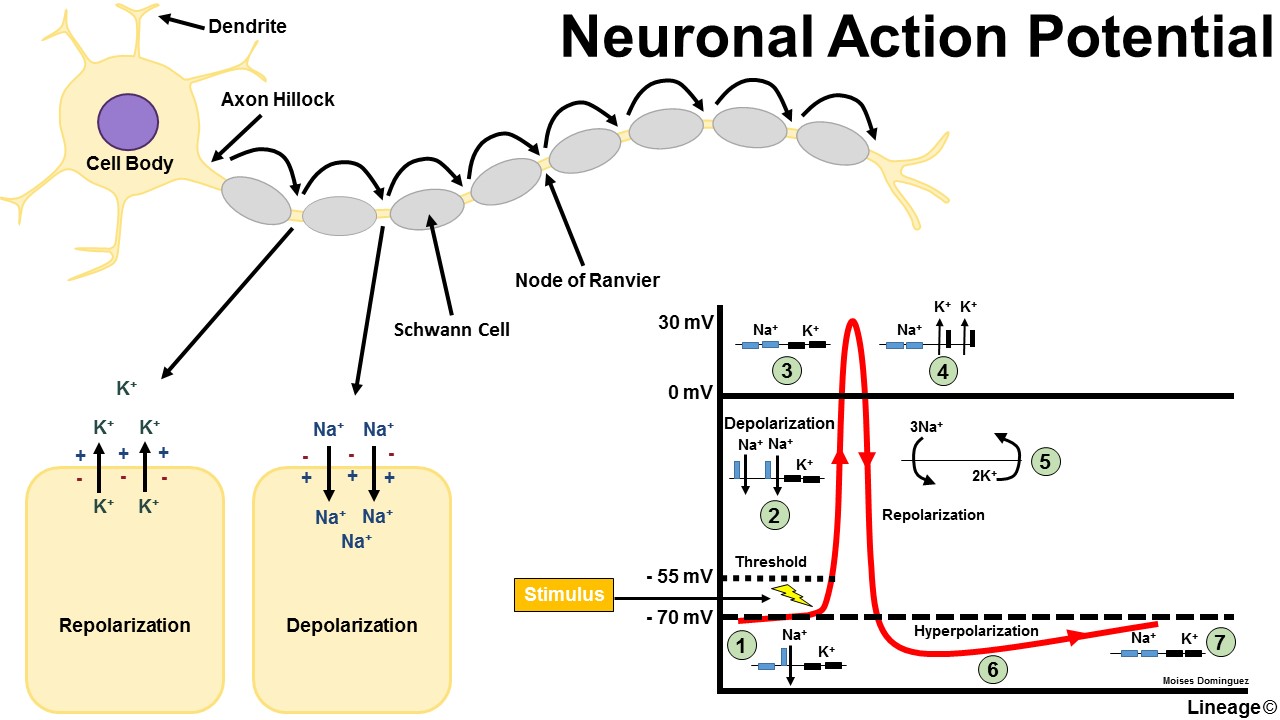 Neuronal Action Potential
Dendrite
Axon Hillock
Cell Body
Node of Ranvier
Schwann Cell
K⁺
K⁺ K⁺
+ + +
- - -
K⁺ K⁺
Repolarization
Na⁺ Na⁺
- - -
+ + +
Na⁺ Na⁺
Na⁺
Depolarization
30 mV
0 mV
- 55 mV
- 70 mV
Na⁺ K⁺
3
Na⁺ K⁺ K⁺
4
Depolarization
Na⁺ Na⁺
K⁺
2
3Na⁺
2K⁺
5
Repolarization
Threshold
Stimulus
1
Na⁺
K⁺
Hyperpolarization
6
Na⁺ K⁺
7
Moises Dominguez
Lineage©